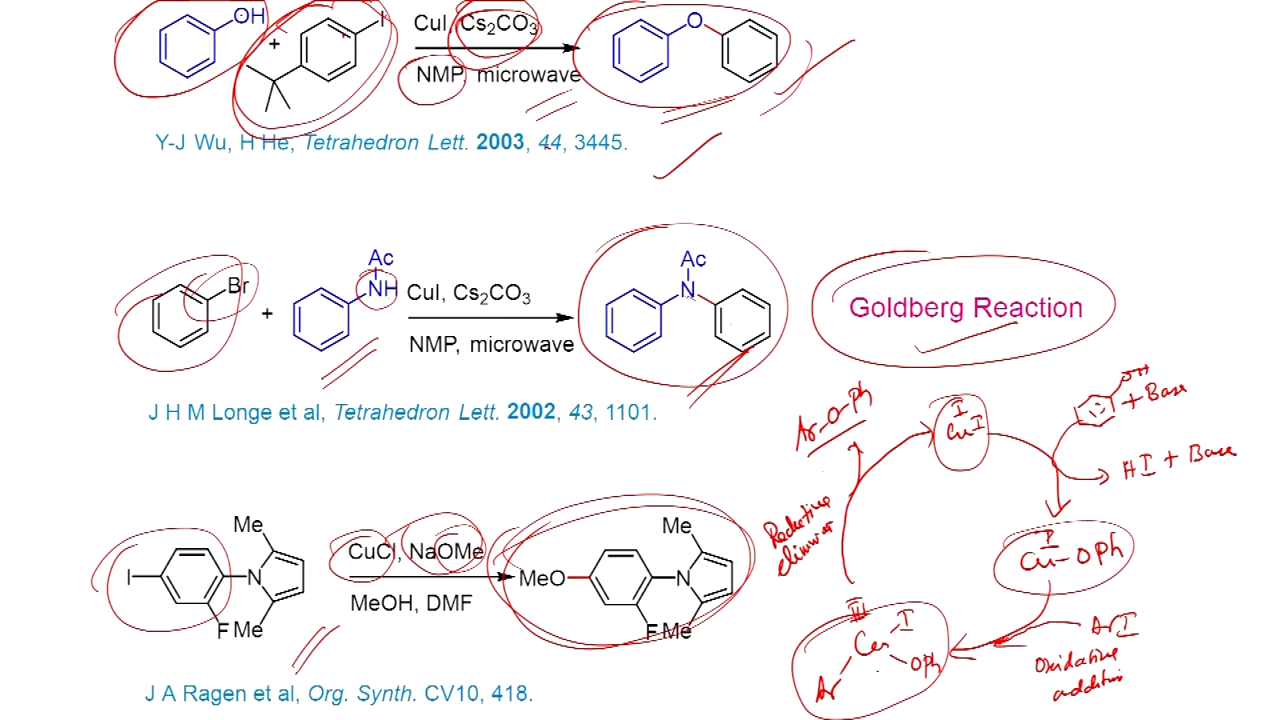 OH
I
+
CuI, Cs2CO3
NMP, microwave
O
Y-J Wu, H He, Tetrahedron Lett. 2003, 44, 3445.
Br
+
Ac
NH
CuI, Cs2CO3
NMP, microwave
Ac
N
Goldberg Reaction
J H M Longe et al, Tetrahedron Lett. 2002, 43, 1101.
Ar-O-Ph
I
CuI
OH
+ Base
HI + Base
Reductive
I
Cu-OPh
ArI
Oxidative
III
Cu
I
OPh
Ar
I
Me
N
F
Me
CuCl, NaOMe
MeOH, DMF
MeO
Me
N
F
Me
J A Ragen et al, Org. Synth. CV10, 418.